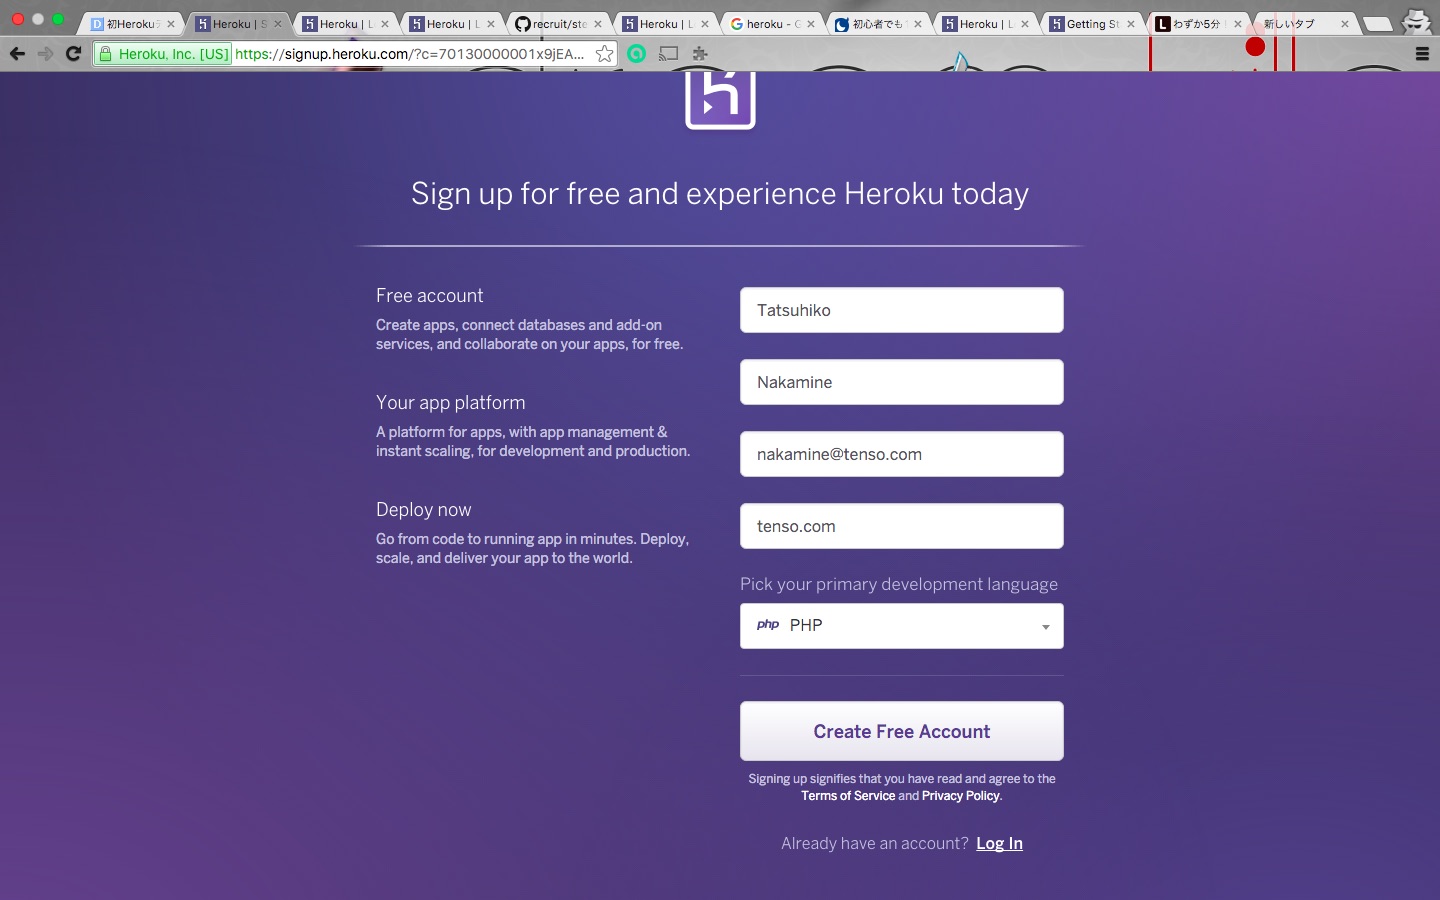 初Heroku
Heroku | S
Heroku | L
Heroku | L
recruit/ste
Heroku | L
heroku - G
初心者でも
Heroku | L
Getting St
わずか5分
新しいタブ
Heroku, Inc. [US] https://signup.heroku.com/?c=70130000001x9jEA...
Sign up for free and experience Heroku today
Free account
Create apps, connect databases and add-on
services, and collaborate on your apps, for free.
Your app platform
A platform for apps, with app management &
instant scaling, for development and production.
Deploy now
Go from code to running app in minutes. Deploy,
scale, and deliver your app to the world.
Tatsuhiko
Nakamine
nakamine@tenso.com
tenso.com
Pick your primary development language
php PHP
Create Free Account
Signing up signifies that you have read and agree to the
Terms of Service and Privacy Policy.
Already have an account? Log In